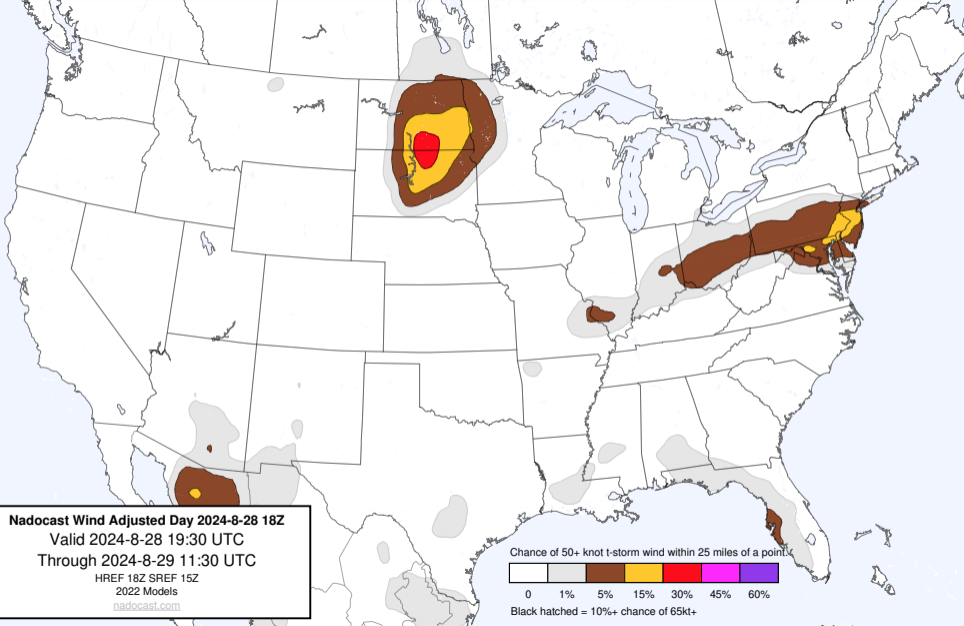 Nadocast Wind Adjusted Day 2024-8-28 18Z
Valid 2024-8-28 19:30 UTC
Through 2024-8-29 11:30 UTC
HREF 18Z SREF 15Z
2022 Models
nadocast.com
Chance of 50+ knot t-storm wind within 25 miles of a point.
0 1% 5% 15% 30% 45% 60%
Black hatched = 10%+ chance of 65kt+